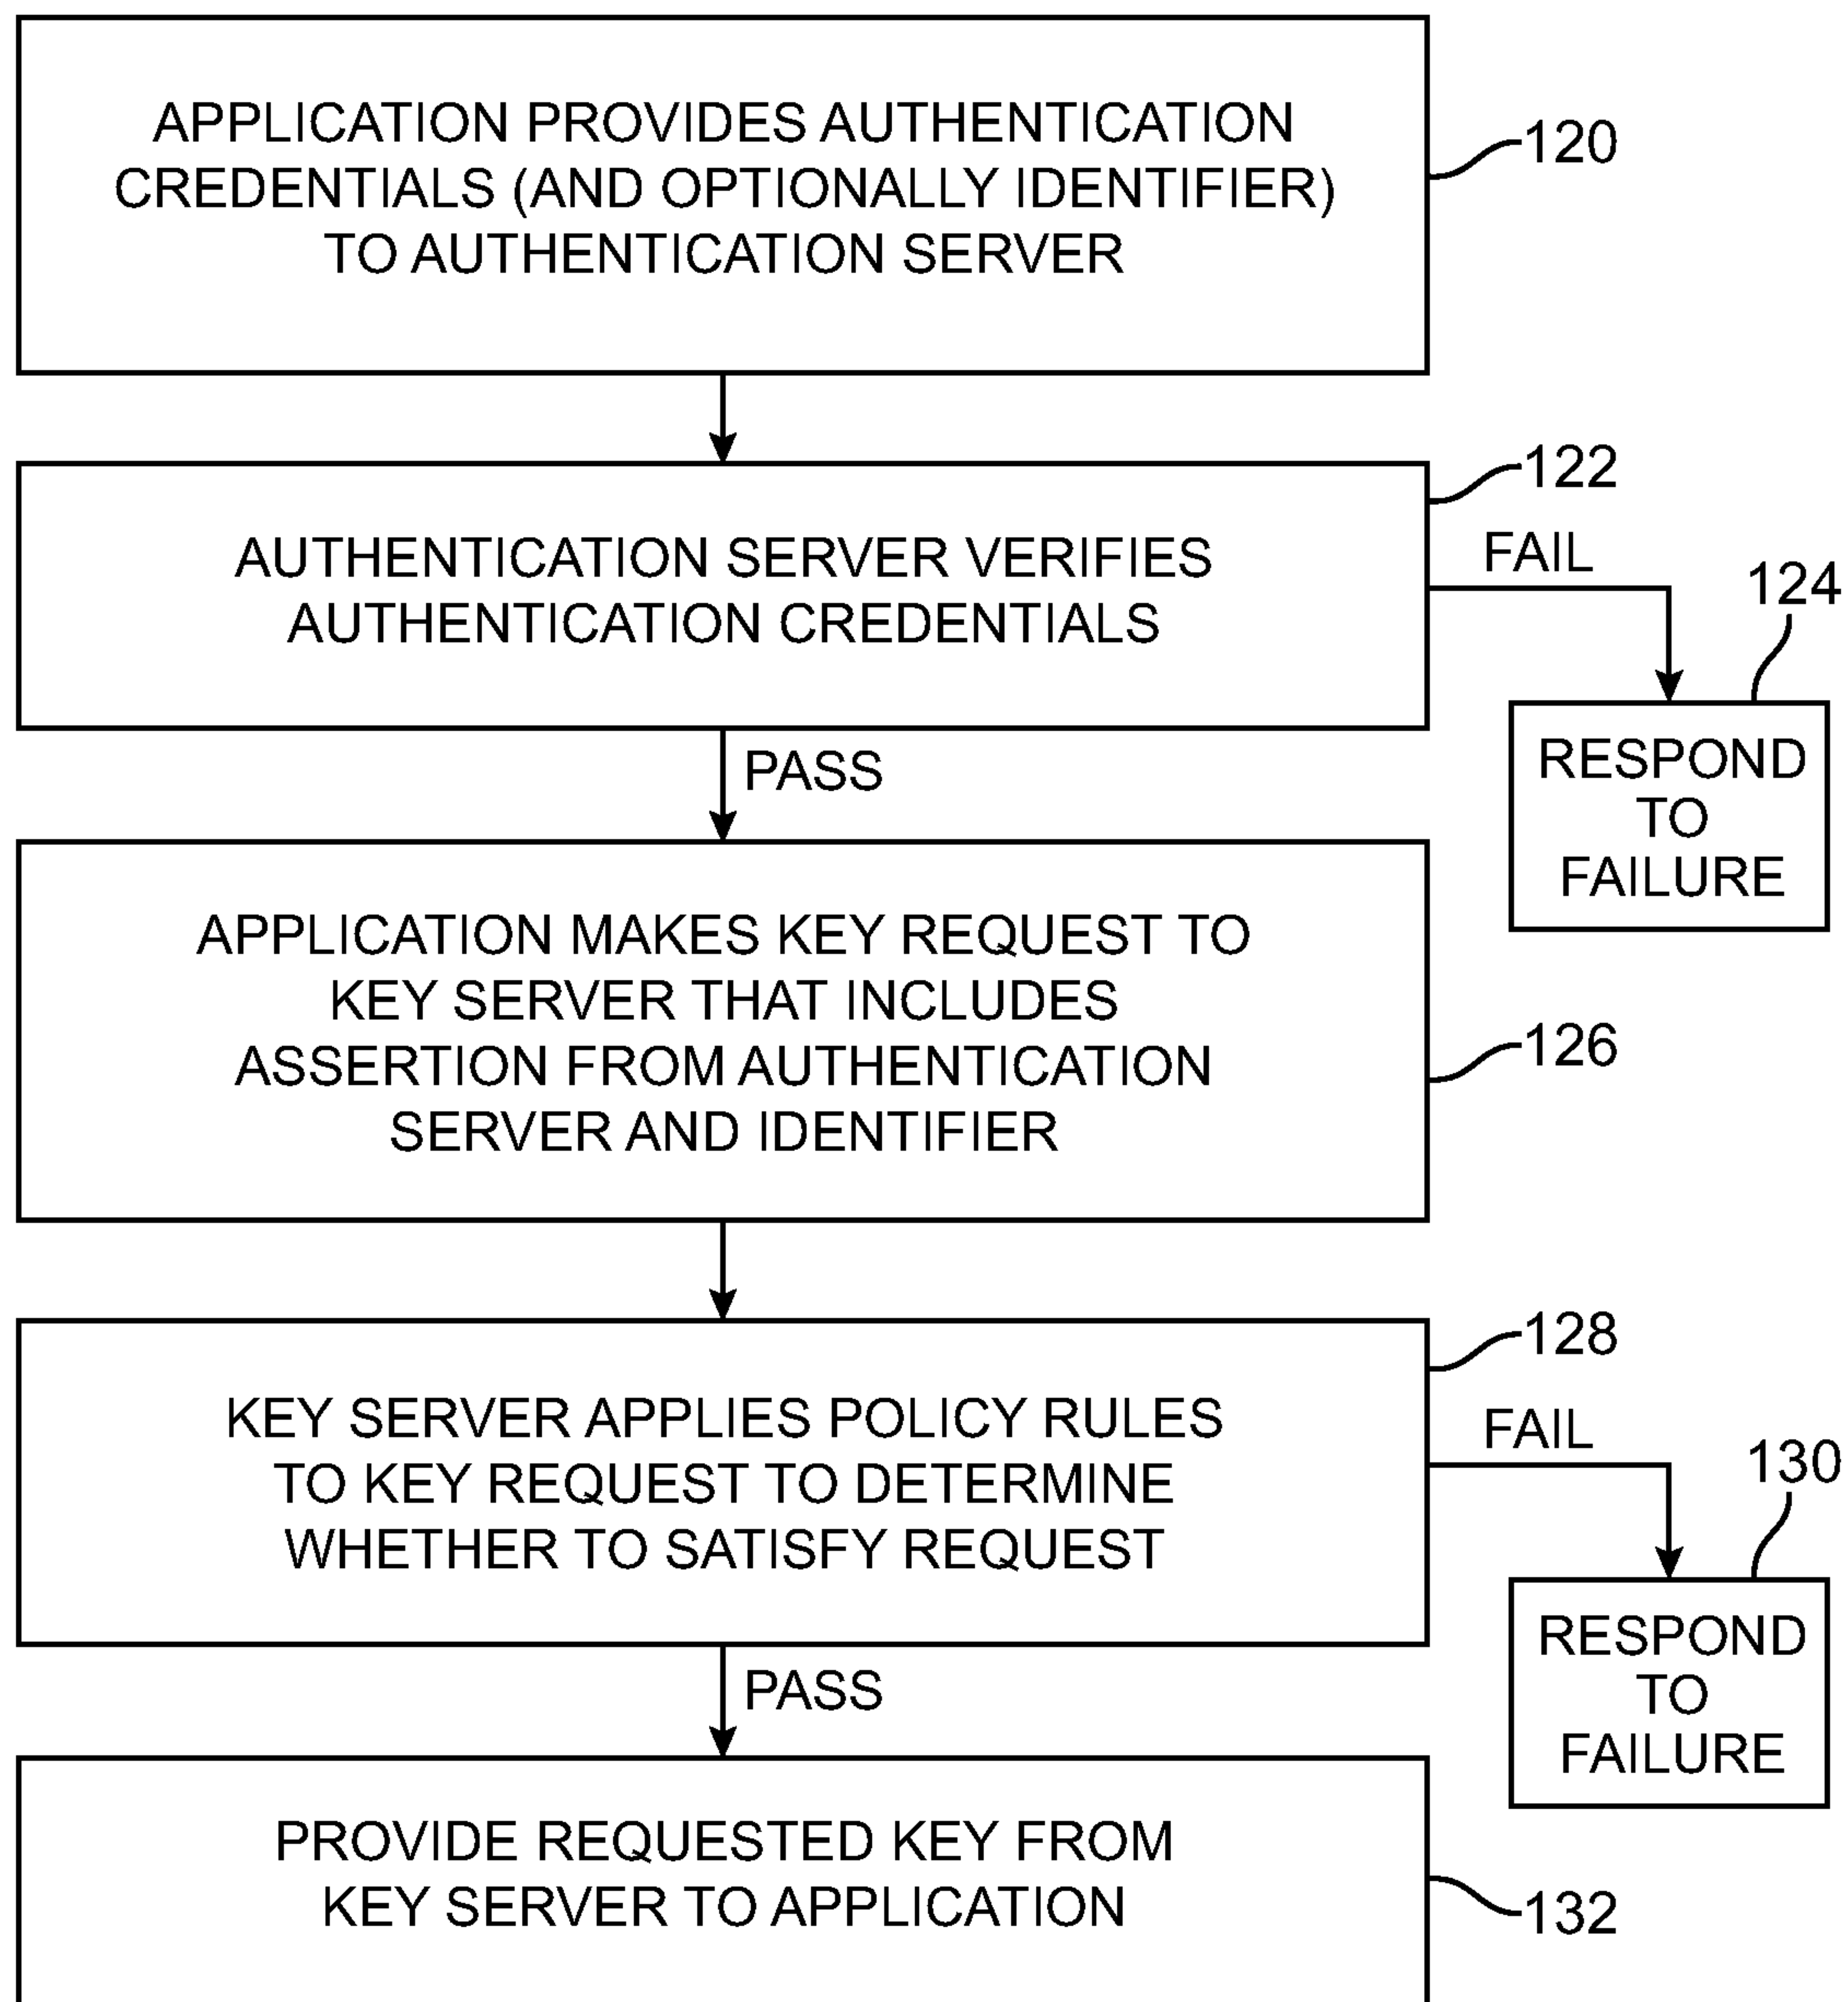 APPLICATION PROVIDES AUTHENTICATION
CREDENTIALS (AND OPTIONALLY IDENTIFIER)
TO AUTHENTICATION SERVER
120
AUTHENTICATION SERVER VERIFIES
AUTHENTICATION CREDENTIALS
122
FAIL
124
RESPOND
TO
FAILURE
PASS
APPLICATION MAKES KEY REQUEST TO
KEY SERVER THAT INCLUDES
ASSERTION FROM AUTHENTICATION
SERVER AND IDENTIFIER
126
KEY SERVER APPLIES POLICY RULES
TO KEY REQUEST TO DETERMINE
WHETHER TO SATISFY REQUEST
128
FAIL
130
RESPOND
TO
FAILURE
PASS
PROVIDE REQUESTED KEY FROM
KEY SERVER TO APPLICATION
132